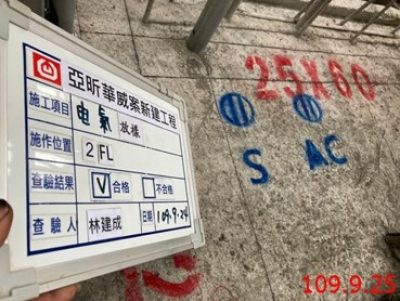 亞昕華威案新建工程
施工項目 电氣 放樣
施作位置 2FL
查驗結果 ☑合格 □不合格
查驗人 林建成 日期 109.9.24
25X60
S AC
109.9.25